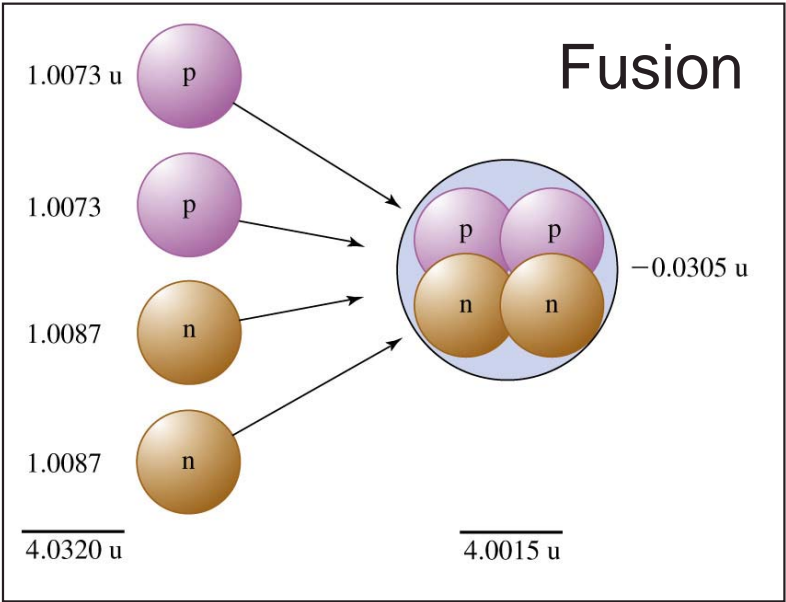 Fusion
1.0073 u
p
1.0073
p
1.0087
n
1.0087
n
4.0320 u
p p
n n
−0.0305 u
4.0015 u